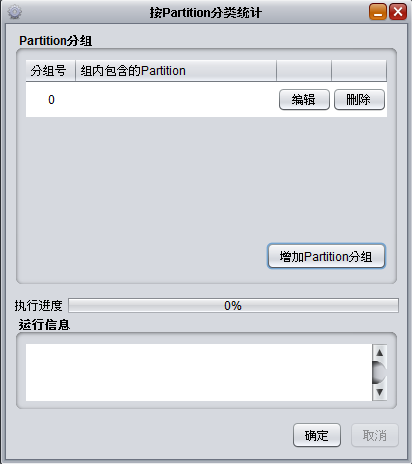 按Partition分类统计
Partition分组
分组号 组内包含的Partition
0 编辑 删除
增加Partition分组
执行进度 0%
运行信息
确定 取消